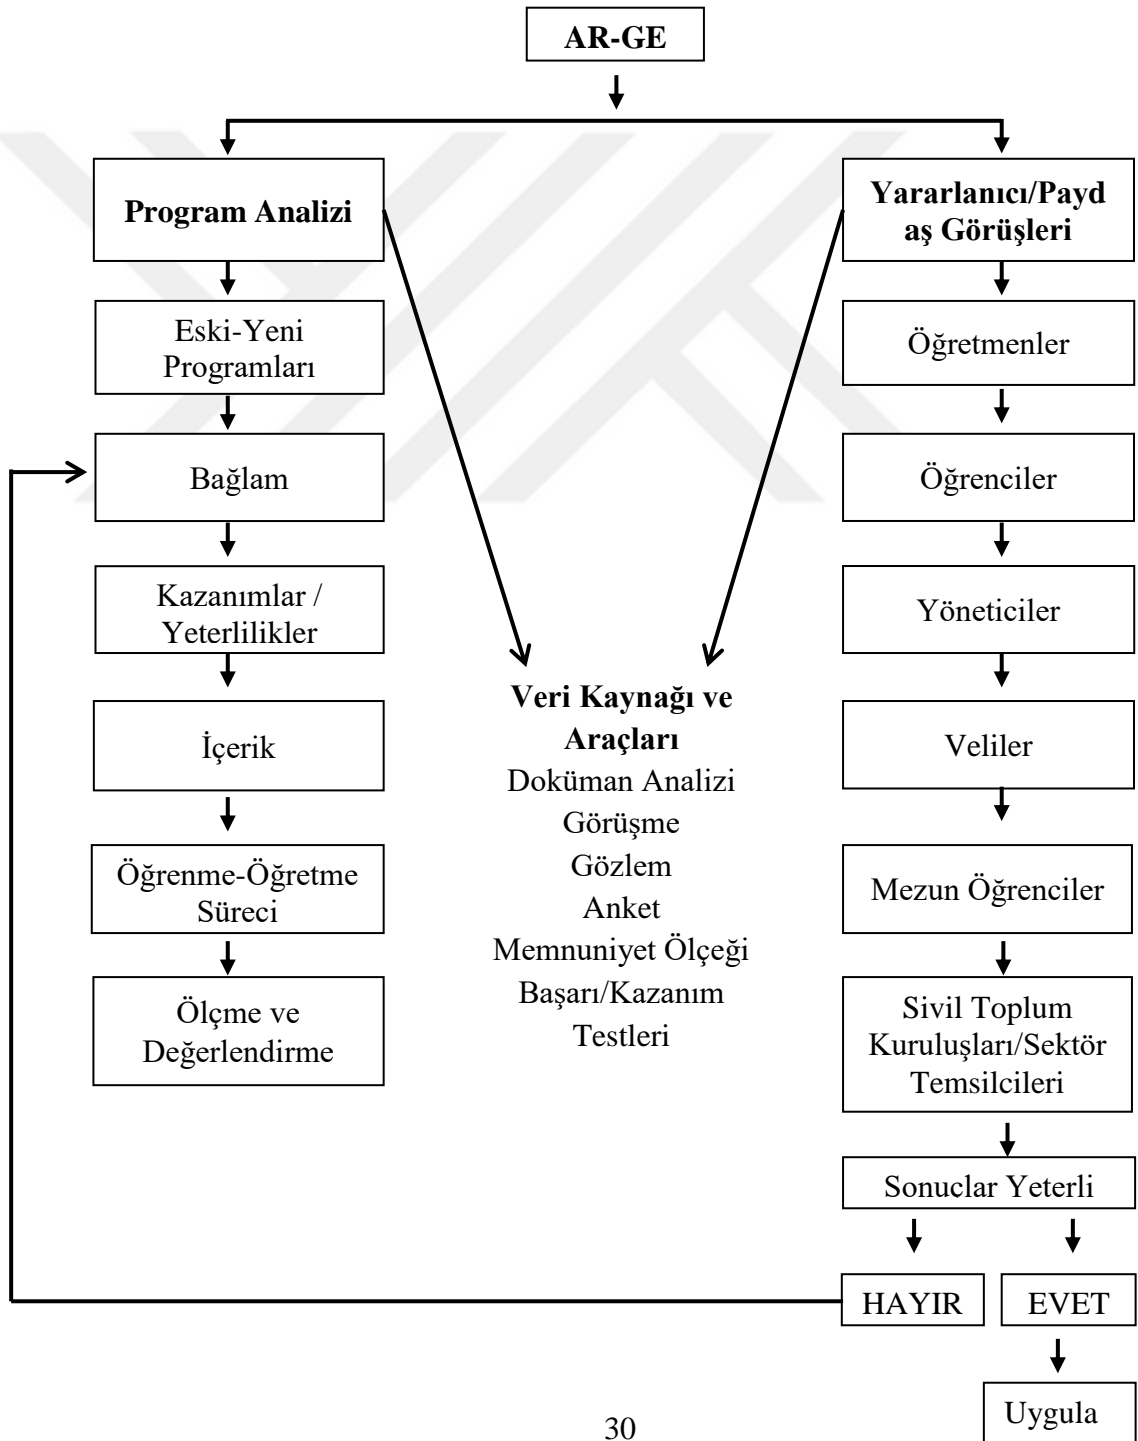 AR-GE
Program Analizi
Eski-Yeni
Programları
Bağlam
Kazanımlar /
Yeterlilikler
İçerik
Öğrenme-Öğretme
Süreci
Ölçme ve
Değerlendirme
Veri Kaynağı ve
Araçları
Doküman Analizi
Görüşme
Gözlem
Anket
Memnuniyet Ölçeği
Başarı/Kazanım
Testleri
Yararlanıcı/Payd
aş Görüşleri
Öğretmenler
Öğrenciler
Yöneticiler
Veliler
Mezun Öğrenciler
Sivil Toplum
Kuruluşları/Sektör
Temsilcileri
Sonuçlar Yeterli
HAYIR
EVET
Uygula
30